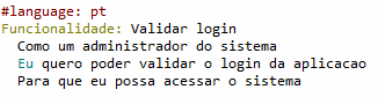 #language: pt
Funcionalidade: Validar login
Como um administrador do sistema
Eu quero poder validar o login da aplicacao
Para que eu possa acessar o sistema